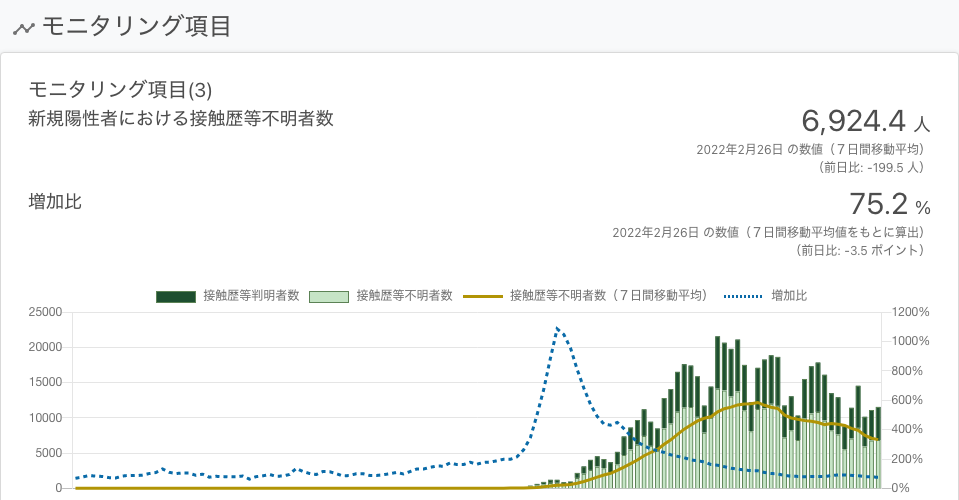 モニタリング項目
モニタリング項目(3)
新規陽性者における接触歴等不明者数
6,924.4 人
2022年2月26日 の数値（７日間移動平均）
（前日比: -199.5 人）
増加比
75.2 %
2022年2月26日 の数値（７日間移動平均値をもとに算出）
（前日比: -3.5 ポイント）
接触歴等判明者数 接触歴等不明者数 接触歴等不明者数（７日間移動平均） 増加比
25000 1200%
20000 1000%
15000 800%
10000 600%
5000 400%
0 200%
0%